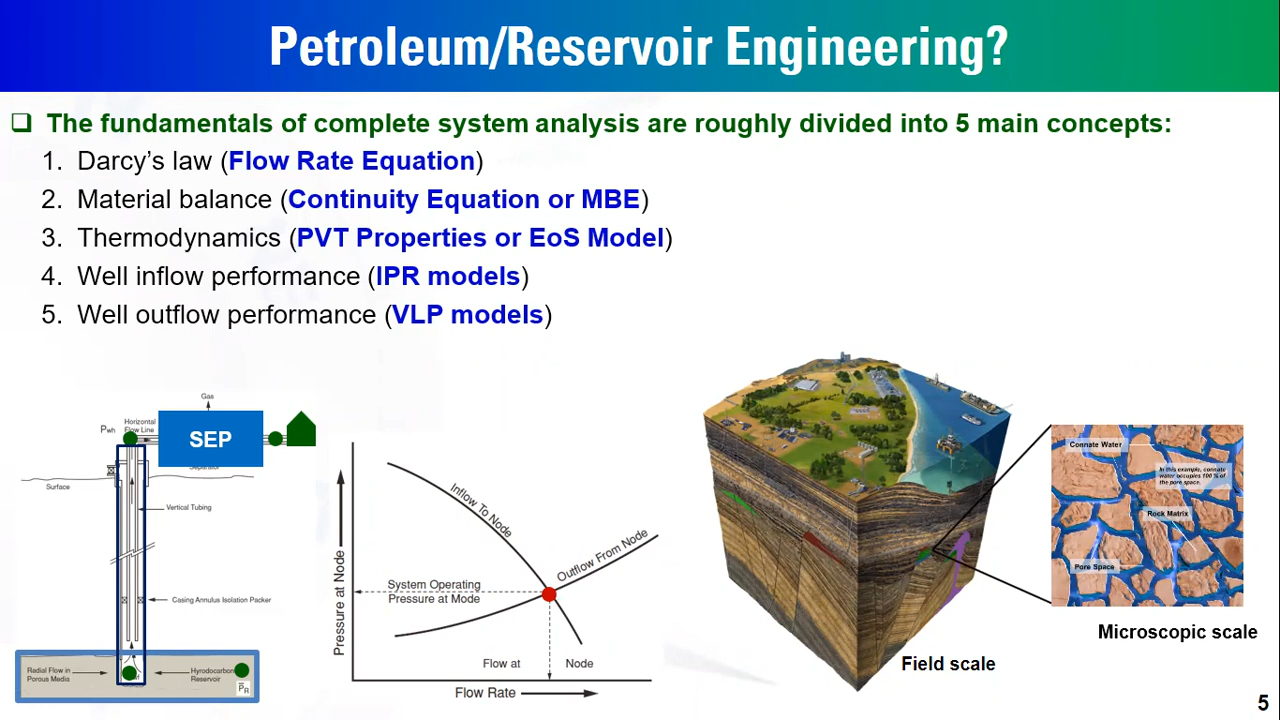 Petroleum/Reservoir Engineering?
The fundamentals of complete system analysis are roughly divided into 5 main concepts:
1. Darcy's law (Flow Rate Equation)
2. Material balance (Continuity Equation or MBE)
3. Thermodynamics (PVT Properties or EoS Model)
4. Well inflow performance (IPR models)
5. Well outflow performance (VLP models)
Gas
Horizontal
Flow Line
Pwh
SEP
Separator
Surface
Vertical Tubing
Casing Annulus Isolation Packer
Radial Flow in
Porous Media
Hyrodocarbon
Reservoir
P̅R
Pressure at Node
Inflow To Node
Outflow From Node
System Operating
Pressure at Mode
Flow at
Node
Flow Rate
Field scale
Connate Water
In this example, connate
water occupies 100 % of
the pore space.
Rock Matrix
Pore Space
Microscopic scale
5